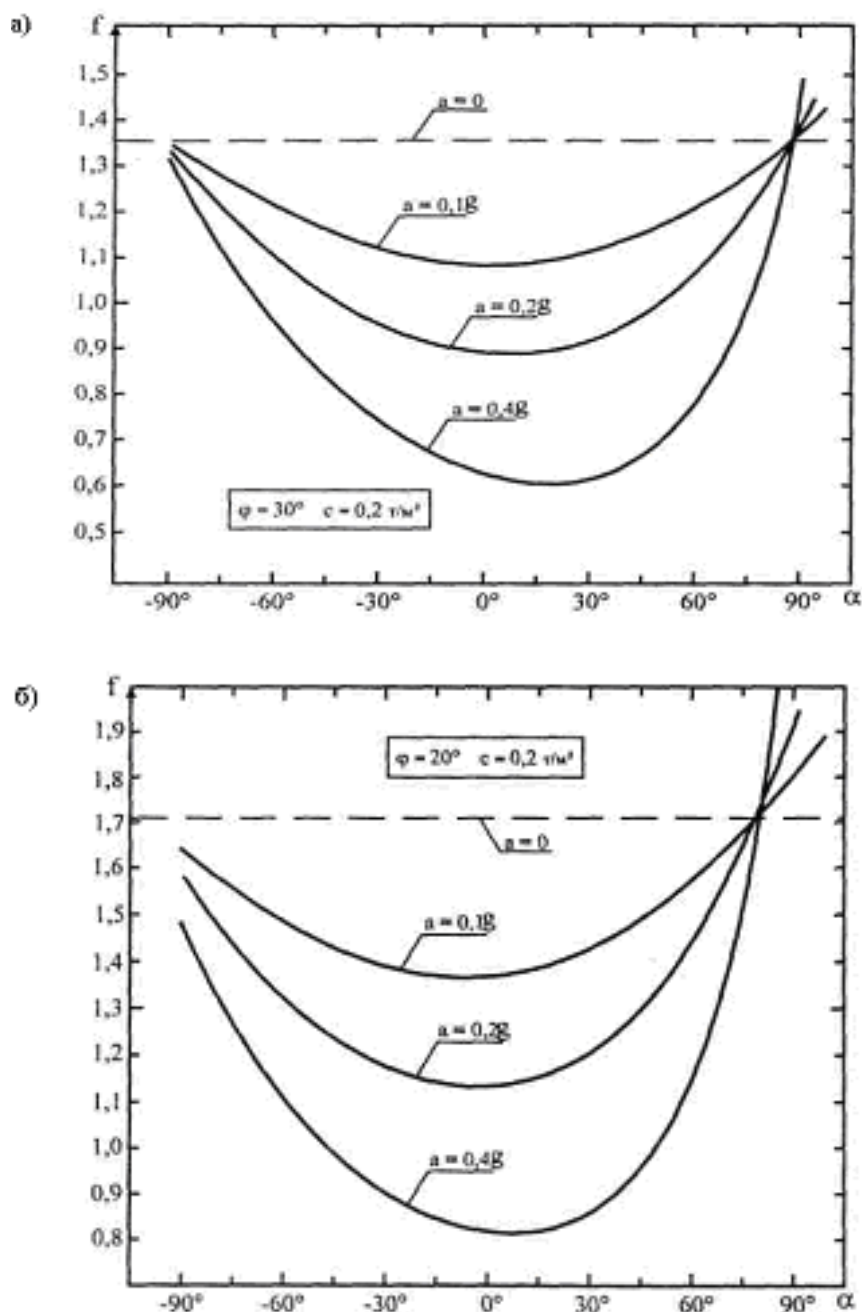 а)
f
1,5
1,4
1,3
1,2
1,1
1,0
0,9
0,8
0,7
0,6
0,5
a = 0
a = 0,1g
a = 0,2g
a = 0,4g
φ = 30° c = 0,2 т/м²
-90° -60° -30° 0° 30° 60° 90° α
б)
f
1,9
1,8
1,7
1,6
1,5
1,4
1,3
1,2
1,1
1,0
0,9
0,8
φ = 20° c = 0,2 т/м²
a = 0
a = 0,1g
a = 0,2g
a = 0,4g
-90° -60° -30° 0° 30° 60° 90° α